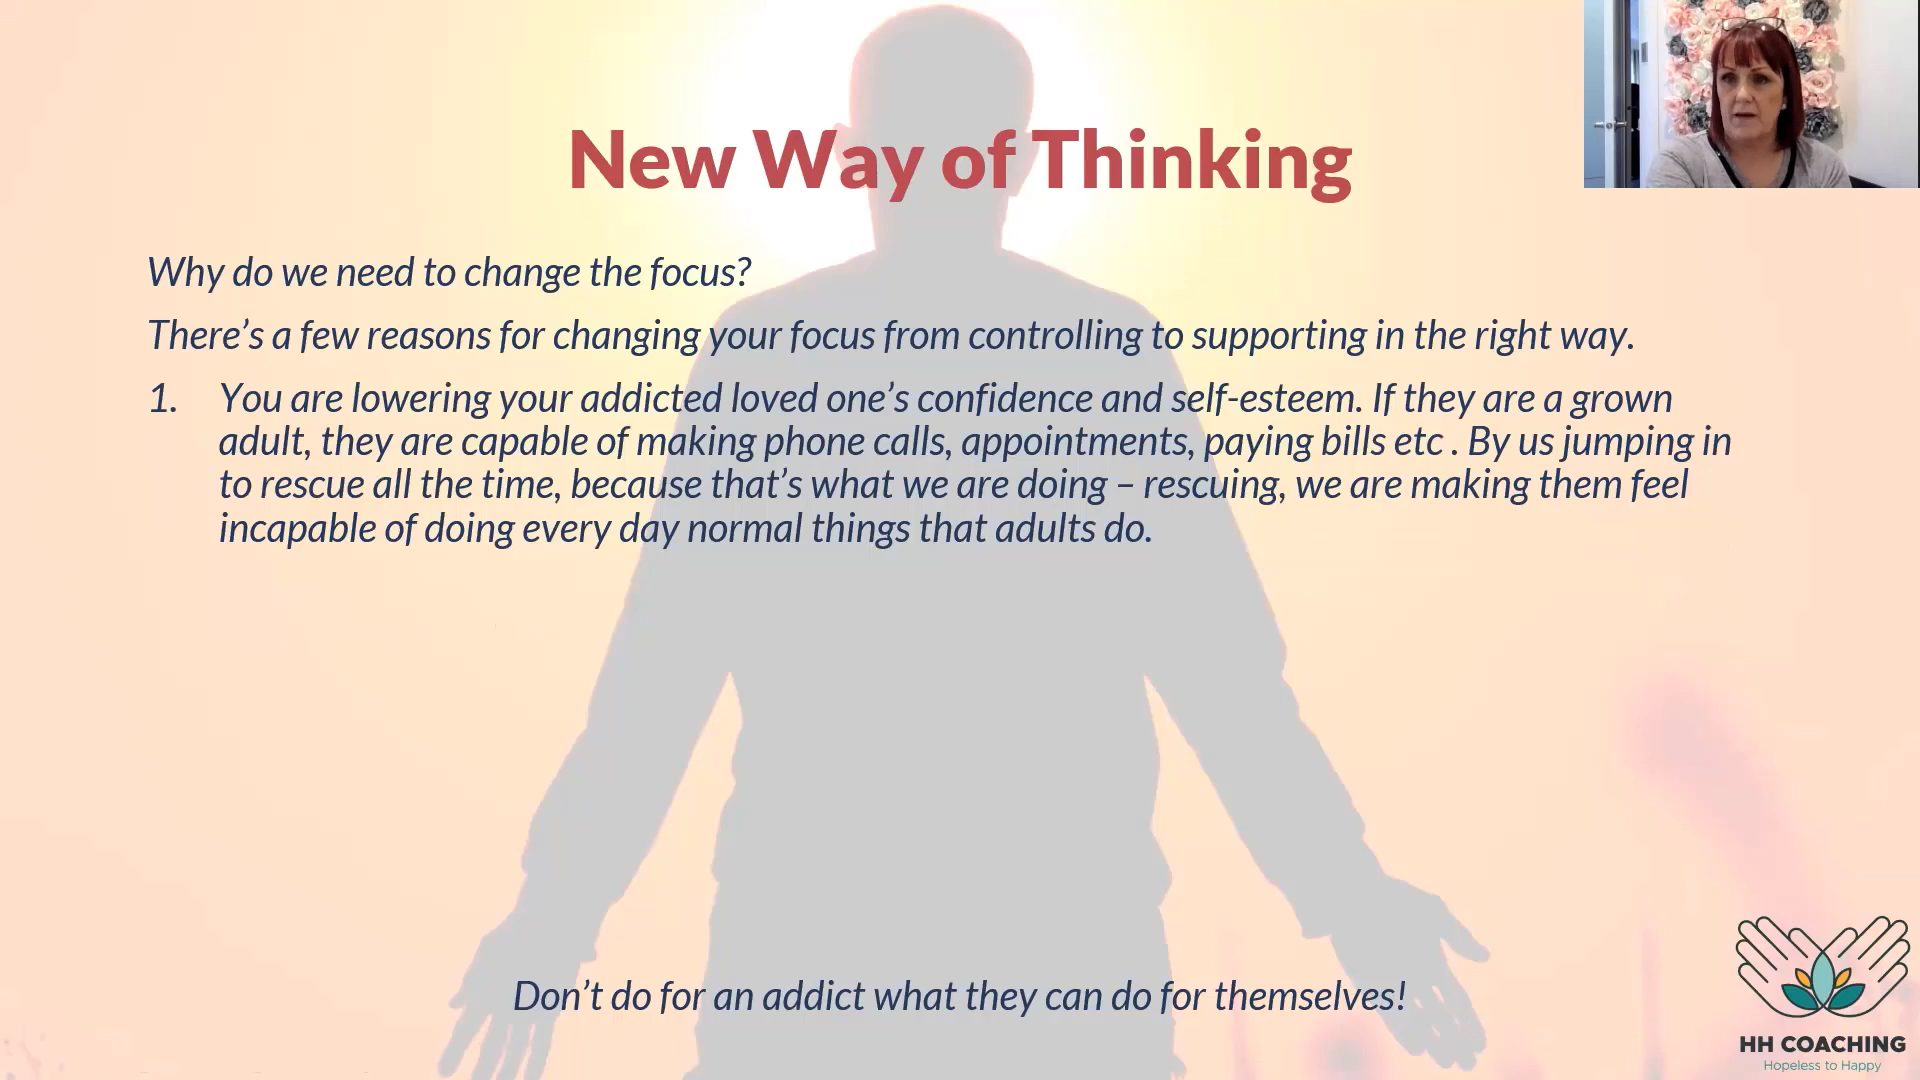 New Way of Thinking
Why do we need to change the focus?
There’s a few reasons for changing your focus from controlling to supporting in the right way.
1. You are lowering your addicted loved one’s confidence and self-esteem. If they are a grown
adult, they are capable of making phone calls, appointments, paying bills etc . By us jumping in
to rescue all the time, because that’s what we are doing – rescuing, we are making them feel
incapable of doing every day normal things that adults do.
Don’t do for an addict what they can do for themselves!
HH COACHING
Hopeless to Happy